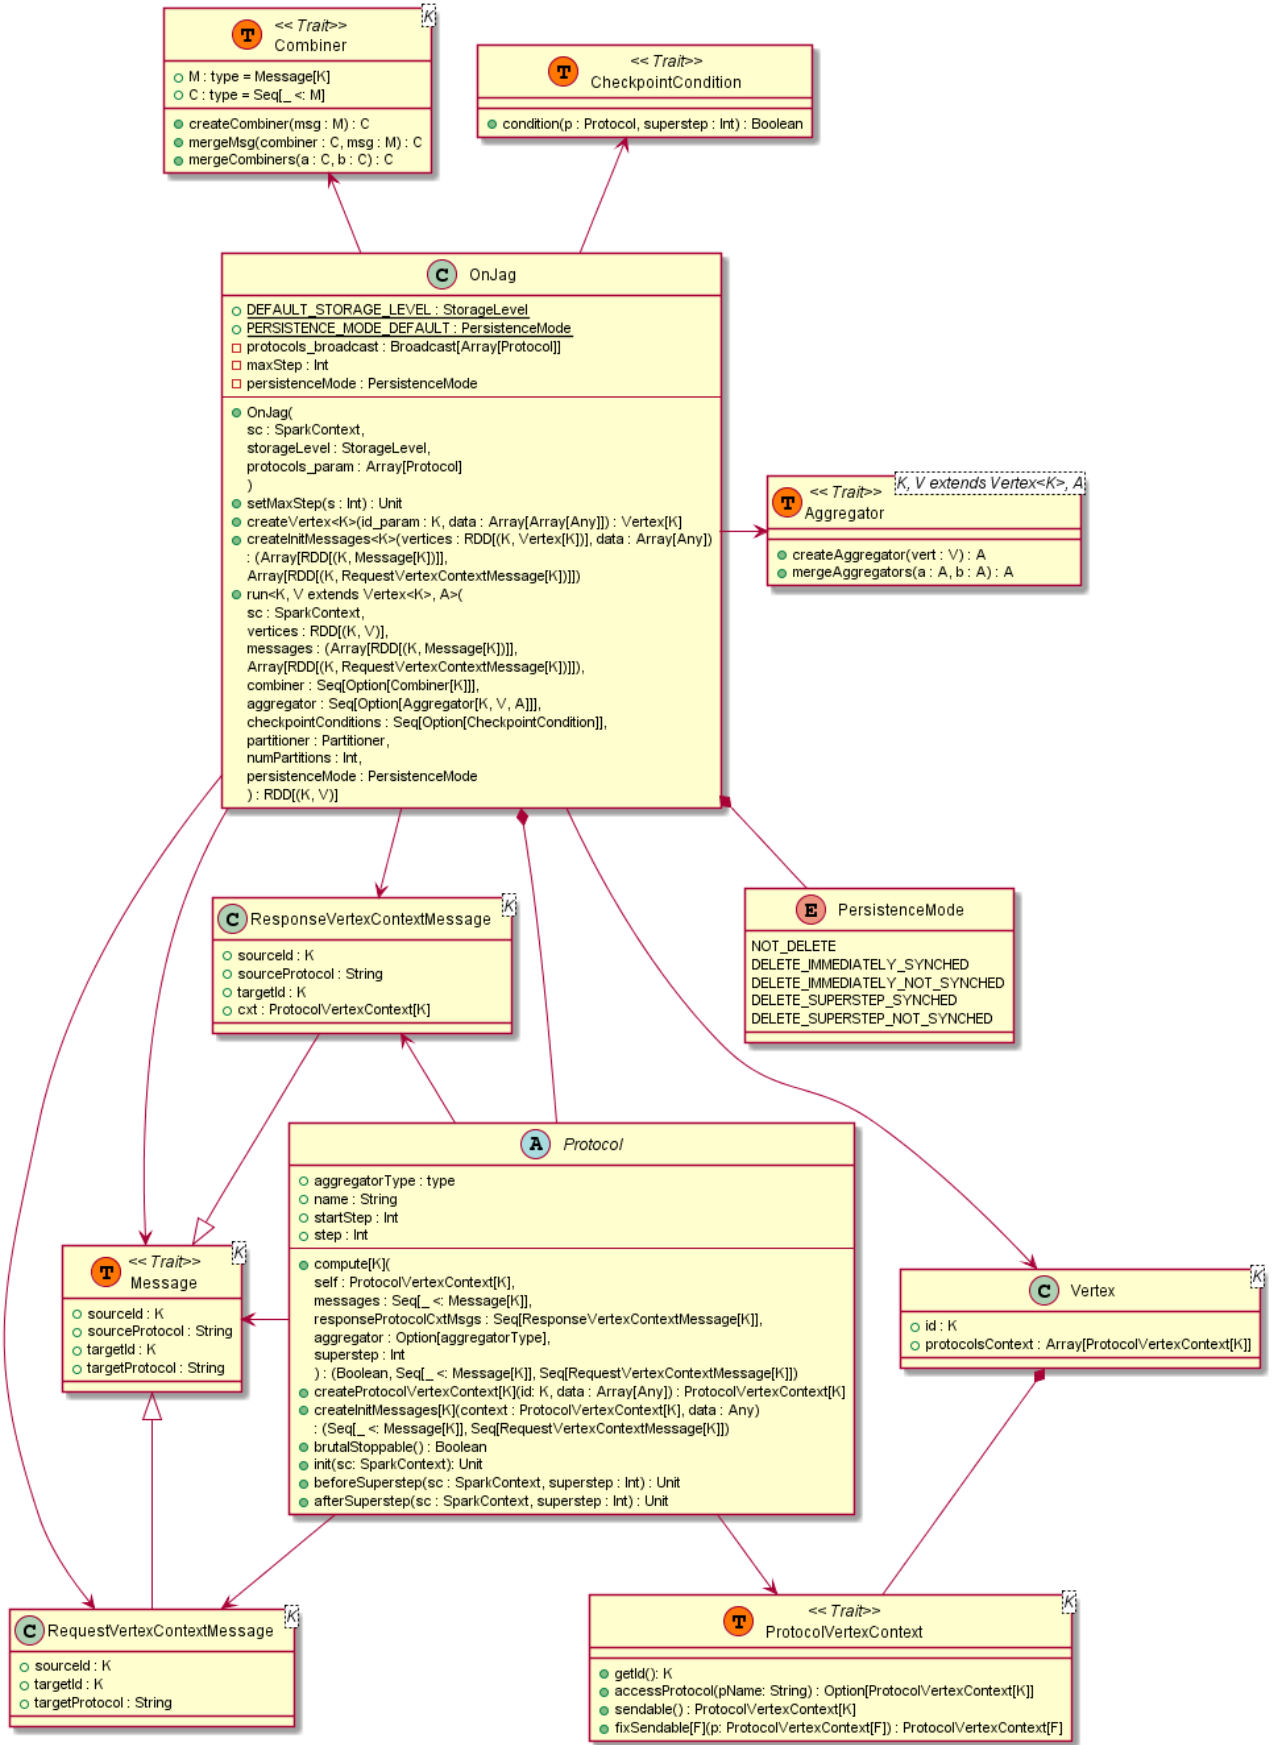 K
T
<< Trait>>
Combiner
M : type = Message[K]
C : type = Seq[_ <: M]
createCombiner(msg : M) : C
mergeMsg(combiner : C, msg : M) : C
mergeCombiners(a : C, b : C) : C
T
<< Trait>>
CheckpointCondition
condition(p : Protocol, superstep : Int) : Boolean
C OnJag
DEFAULT_STORAGE_LEVEL : StorageLevel
PERSISTENCE_MODE_DEFAULT : PersistenceMode
protocols_broadcast : Broadcast[Array[Protocol]]
maxStep : Int
persistenceMode : PersistenceMode
OnJag(
sc : SparkContext,
storageLevel : StorageLevel,
protocols_param : Array[Protocol]
)
setMaxStep(s : Int) : Unit
createVertex<K>(id_param : K, data : Array[Array[Any]]) : Vertex[K]
createInitMessages<K>(vertices : RDD[(K, Vertex[K])], data : Array[Any])
: (Array[RDD[(K, Message[K])]],
Array[RDD[(K, RequestVertexContextMessage[K])]])
run<K, V extends Vertex<K>, A>(
sc : SparkContext,
vertices : RDD[(K, V)],
messages : (Array[RDD[(K, Message[K])]],
Array[RDD[(K, RequestVertexContextMessage[K])]]),
combiner : Seq[Option[Combiner[K]]],
aggregator : Seq[Option[Aggregator[K, V, A]]],
checkpointConditions : Seq[Option[CheckpointCondition]],
partitioner : Partitioner,
numPartitions : Int,
persistenceMode : PersistenceMode
) : RDD[(K, V)]
K, V extends Vertex<K>, A
T
<< Trait>>
Aggregator
createAggregator(vert : V) : A
mergeAggregators(a : A, b : A) : A
K
C ResponseVertexContextMessage
sourceId : K
sourceProtocol : String
targetId : K
cxt : ProtocolVertexContext[K]
E PersistenceMode
NOT_DELETE
DELETE_IMMEDIATELY_SYNCHED
DELETE_IMMEDIATELY_NOT_SYNCHED
DELETE_SUPERSTEP_SYNCHED
DELETE_SUPERSTEP_NOT_SYNCHED
A Protocol
aggregatorType : type
name : String
startStep : Int
step : Int
compute[K](
self : ProtocolVertexContext[K],
messages : Seq[_ <: Message[K]],
responseProtocolCxtMsgs : Seq[ResponseVertexContextMessage[K]],
aggregator : Option[aggregatorType],
superstep : Int
) : (Boolean, Seq[_ <: Message[K]], Seq[RequestVertexContextMessage[K]])
createProtocolVertexContext[K](id: K, data : Array[Any]) : ProtocolVertexContext[K]
createInitMessages[K](context : ProtocolVertexContext[K], data : Any)
: (Seq[_ <: Message[K]], Seq[RequestVertexContextMessage[K]])
brutalStoppable() : Boolean
init(sc: SparkContext): Unit
beforeSuperstep(sc : SparkContext, superstep : Int) : Unit
afterSuperstep(sc : SparkContext, superstep : Int) : Unit
K
T
<< Trait>>
Message
sourceId : K
sourceProtocol : String
targetId : K
targetProtocol : String
K
C Vertex
id : K
protocolsContext : Array[ProtocolVertexContext[K]]
K
C RequestVertexContextMessage
sourceId : K
targetId : K
targetProtocol : String
K
T
<< Trait>>
ProtocolVertexContext
getId(): K
accessProtocol(pName: String) : Option[ProtocolVertexContext[K]]
sendable() : ProtocolVertexContext[K]
fixSendable[F](p: ProtocolVertexContext[F]) : ProtocolVertexContext[F]